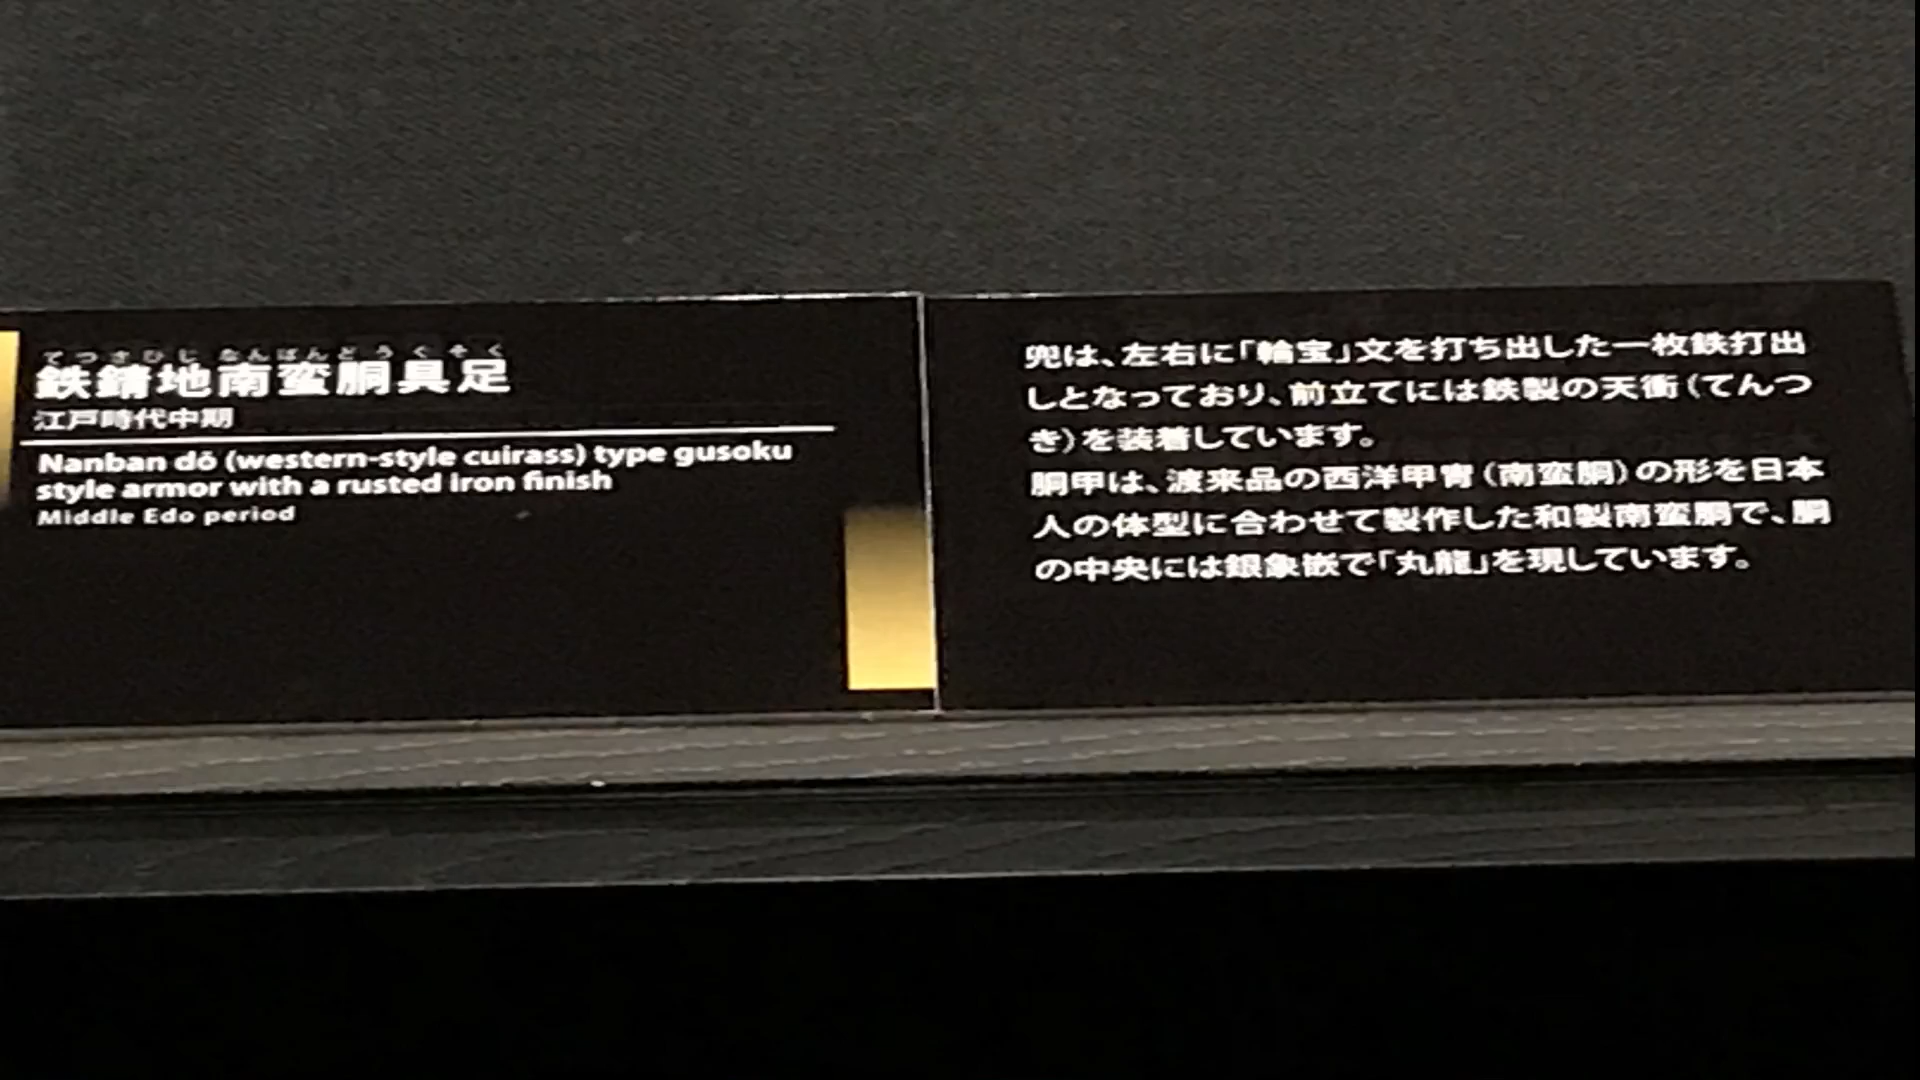 てつさびじ なんばんどうぐそく
鉄錆地南蛮胴具足
江戸時代中期
Nanban dō (western-style cuirass) type gusoku
style armor with a rusted iron finish
Middle Edo period
兜は、左右に「輪宝」文を打ち出した一枚鉄打出
しとなっており、前立てには鉄製の天衝（てんつ
き）を装着しています。
胴甲は、渡来品の西洋甲冑（南蛮胴）の形を日本
人の体型に合わせて製作した和製南蛮胴で、胴
の中央には銀象嵌で「丸龍」を現しています。